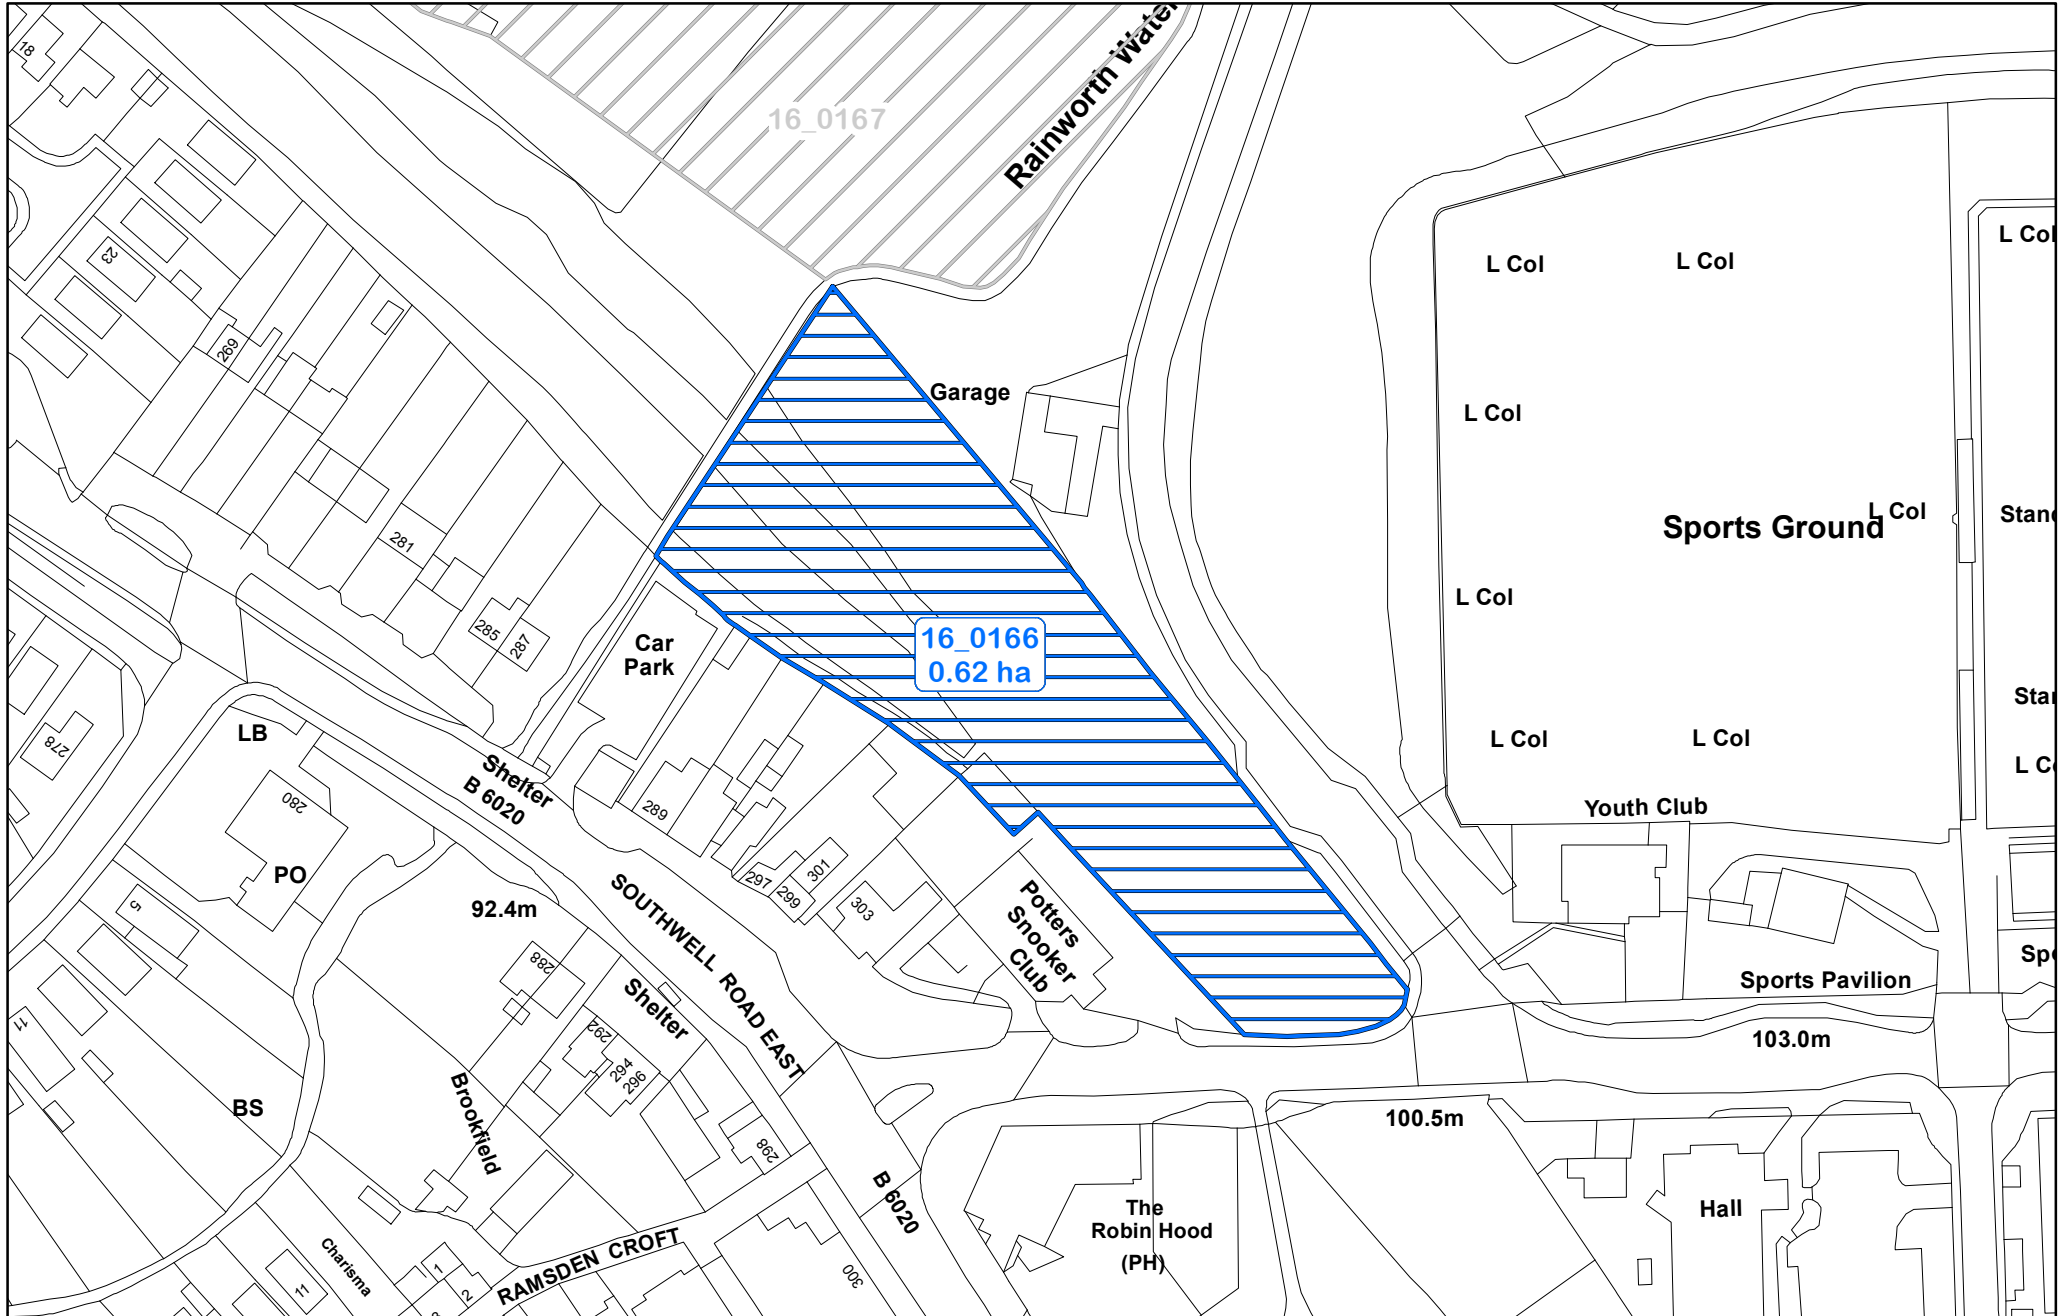 18
Rainworth Water
16_0167
L Col
L Col
L Col
23
269
Garage
L Col
Sports Ground
L Col
281
L Col
285
287
Car
Park
16_0166
0.62 ha
278
LB
Shelter
B 6020
L Col
L Col
280
289
Youth Club
PO
297
299
301
303
5
92.4m
SOUTHWELL ROAD EAST
Potters
Snooker
Club
288
Shelter
Sports Pavilion
17
292
294
296
103.0m
BS
Brookfield
298
100.5m
B 6020
The
Robin Hood
(PH)
Hall
Charisma
RAMSDEN CROFT
300
11
1
2